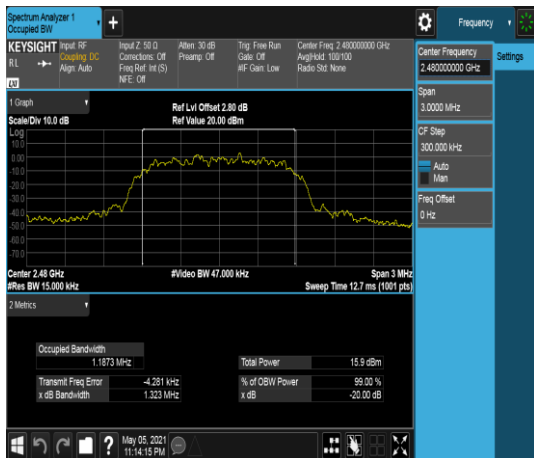 Spectrum Analyzer 1
Occupied BW
Frequency
KEYSIGHT
RL
LXI
Input: RF
Coupling: DC
Align: Auto
Input Z: 50 Ω
Corrections: Off
Freq Ref: Int (S)
NFE: Off
Atten: 30 dB
Preamp: Off
Trig: Free Run
Gate: Off
#IF Gain: Low
Center Freq: 2.480000000 GHz
Avg|Hold: 100/100
Radio Std: None
Center Frequency
2.480000000 GHz
Settings
Span
3.0000 MHz
CF Step
300.000 kHz
Auto
Man
Freq Offset
0 Hz
1 Graph
Scale/Div 10.0 dB
Ref Lvl Offset 2.80 dB
Ref Value 20.00 dBm
Log
10.0
0.00
-10.0
-20.0
-30.0
-40.0
-50.0
-60.0
-70.0
Center 2.48 GHz
#Video BW 47.000 kHz
Span 3 MHz
#Res BW 15.000 kHz
Sweep Time 12.7 ms (1001 pts)
2 Metrics
Occupied Bandwidth
1.1873 MHz
Total Power 15.9 dBm
Transmit Freq Error -4.281 kHz
% of OBW Power 99.00 %
x dB Bandwidth 1.323 MHz
x dB -20.00 dB
?
May 05, 2021
11:14:15 PM